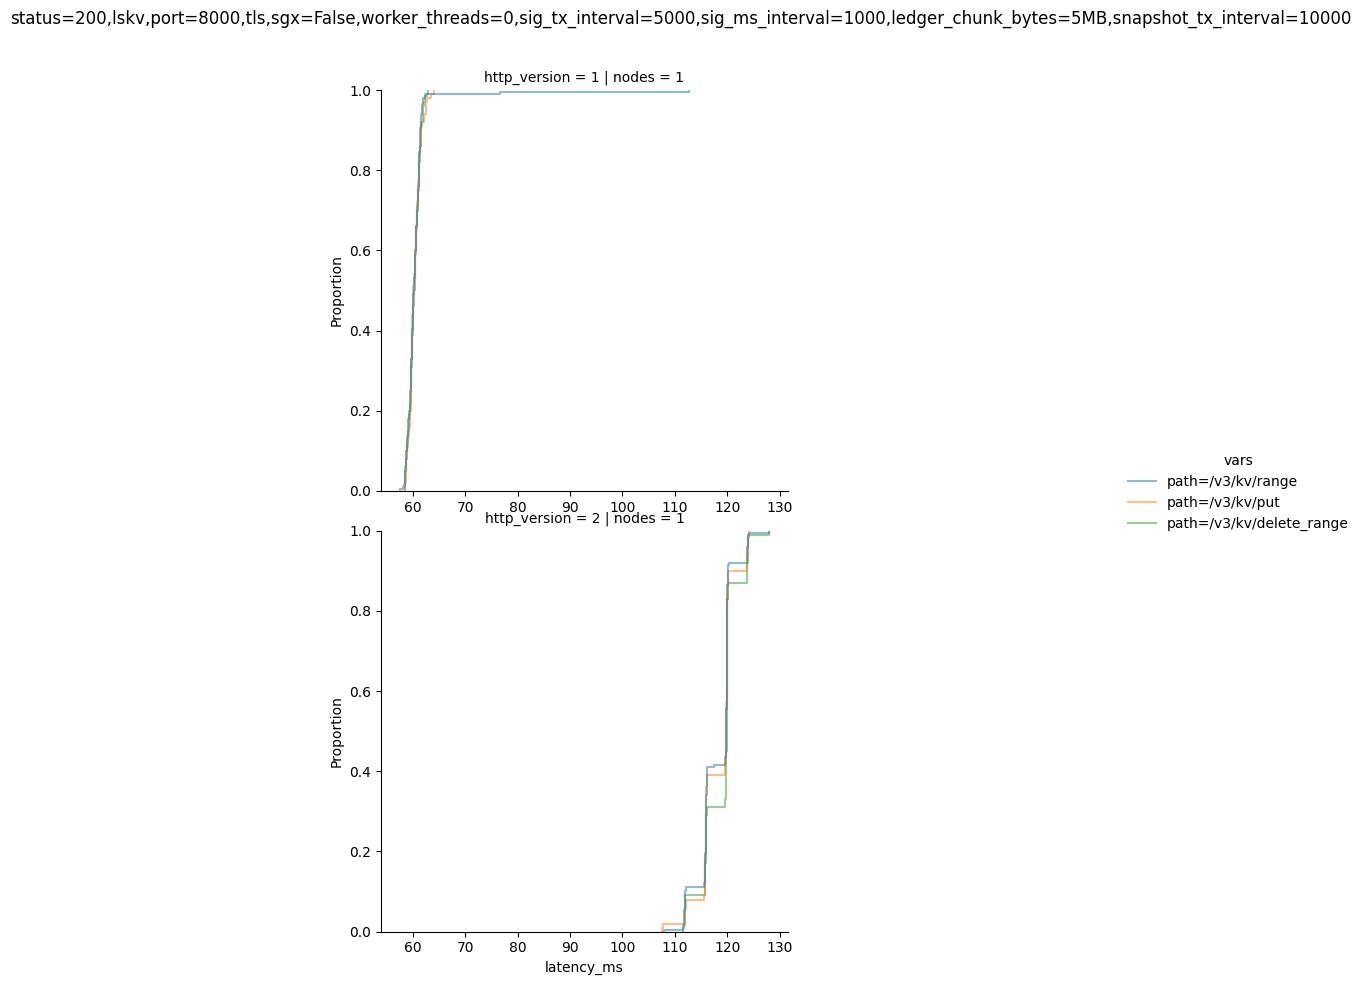 status=200,lskv,port=8000,tls,sgx=False,worker_threads=0,sig_tx_interval=5000,sig_ms_interval=1000,ledger_chunk_bytes=5MB,snapshot_tx_interval=10000
http_version = 1 | nodes = 1
1.0
0.8
0.6
0.4
0.2
0.0
Proportion
60 70 80 90 100 110 120 130
http_version = 2 | nodes = 1
1.0
0.8
0.6
0.4
0.2
0.0
Proportion
60 70 80 90 100 110 120 130
latency_ms
vars
path=/v3/kv/range
path=/v3/kv/put
path=/v3/kv/delete_range